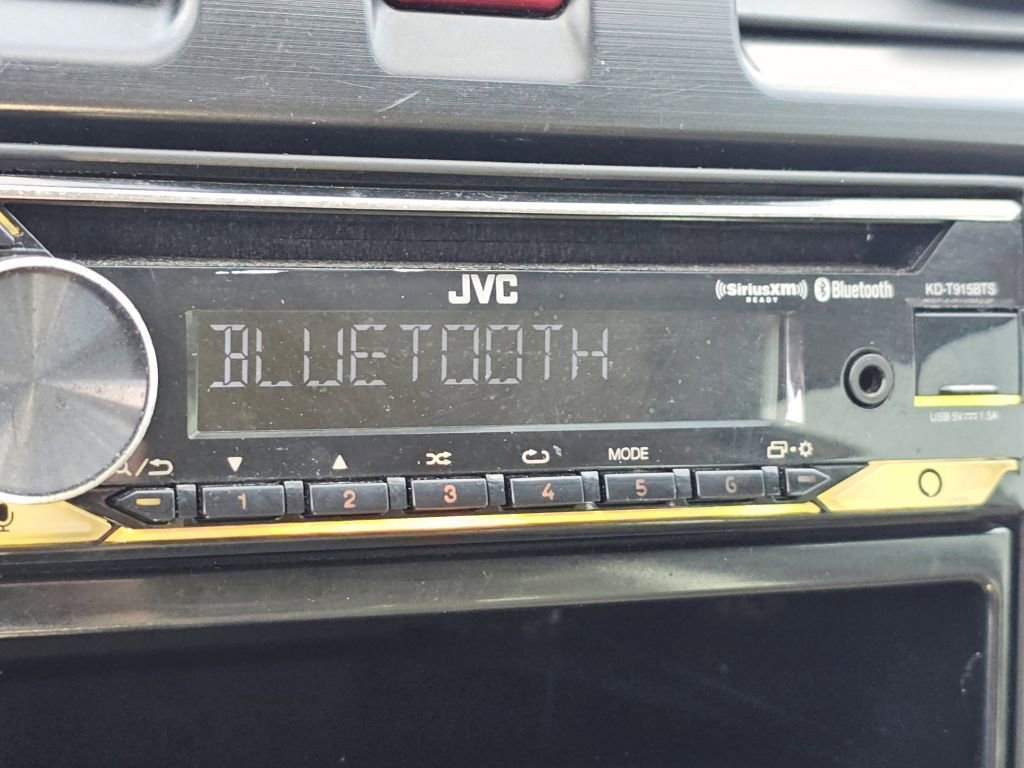 JVC
((SiriusXM))
READY
Bluetooth
KD-T915BTS
BLUETOOTH
USB 5V⎓1.5A
MODE
1 2 3 4 5 6